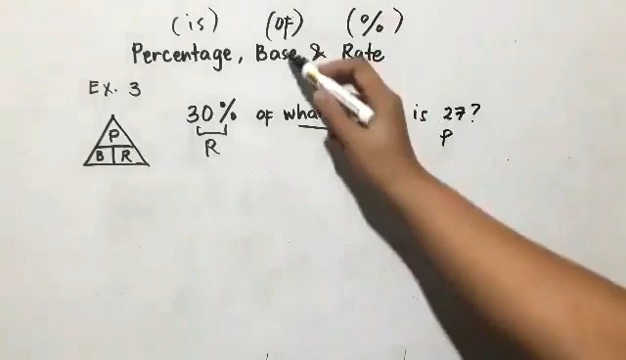 (is) (of) (%)
Percentage, Base & Rate
Ex. 3
30% of is 27?
R P
P
B R